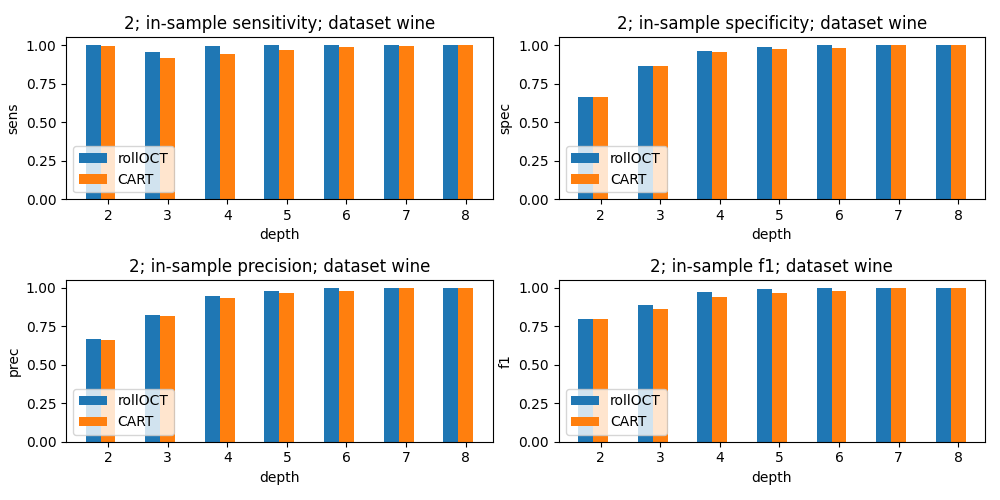 2; in-sample sensitivity; dataset wine
1.00
0.75
0.50
0.25
0.00
sens
rollOCT
CART
2 3 4 5 6 7 8
depth
2; in-sample specificity; dataset wine
1.00
0.75
0.50
0.25
0.00
spec
rollOCT
CART
2 3 4 5 6 7 8
depth
2; in-sample precision; dataset wine
1.00
0.75
0.50
0.25
0.00
prec
rollOCT
CART
2 3 4 5 6 7 8
depth
2; in-sample f1; dataset wine
1.00
0.75
0.50
0.25
0.00
f1
rollOCT
CART
2 3 4 5 6 7 8
depth